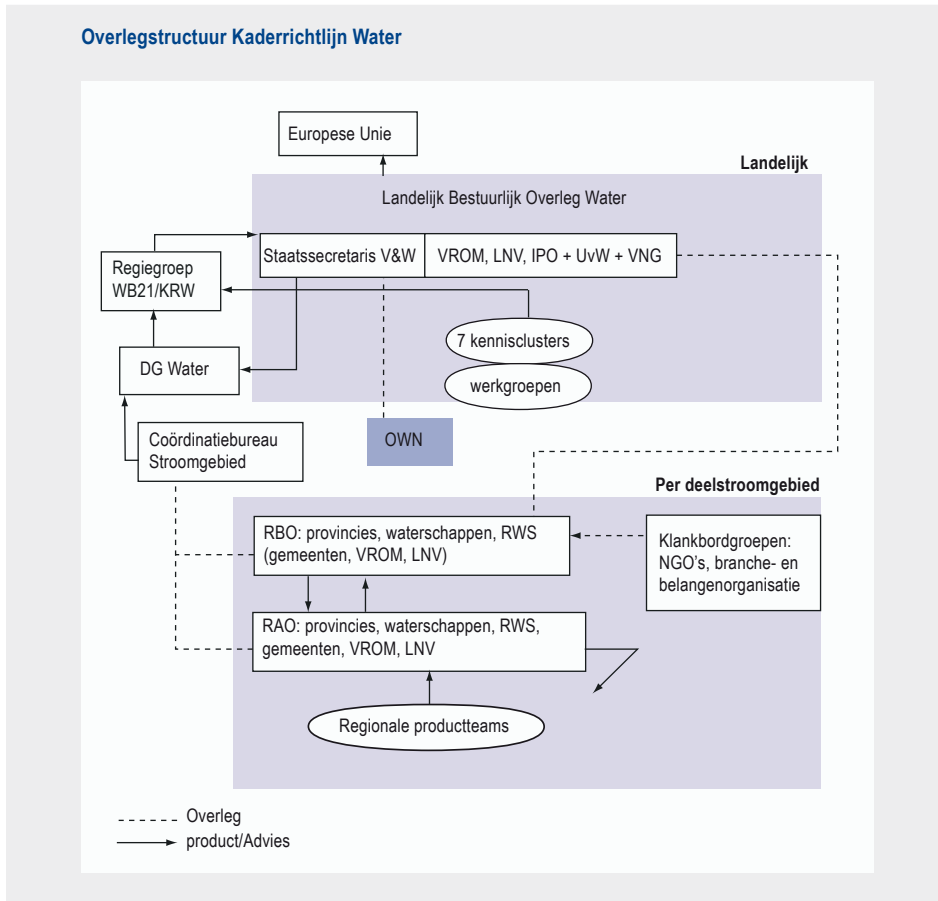 Overlegstructuur Kaderrichtlijn Water
Europese Unie
Landelijk
Landelijk Bestuurlijk Overleg Water
Staatssecretaris V&W
VROM, LNV, IPO + UvW + VNG
Regiegroep
WB21/KRW
7 kennisclusters
DG Water
werkgroepen
OWN
Coördinatiebureau
Stroomgebied
Per deelstroomgebied
RBO: provincies, waterschappen, RWS
(gemeenten, VROM, LNV)
Klankbordgroepen:
NGO's, branche- en
belangenorganisatie
RAO: provincies, waterschappen, RWS,
gemeenten, VROM, LNV
Regionale productteams
Overleg
product/Advies